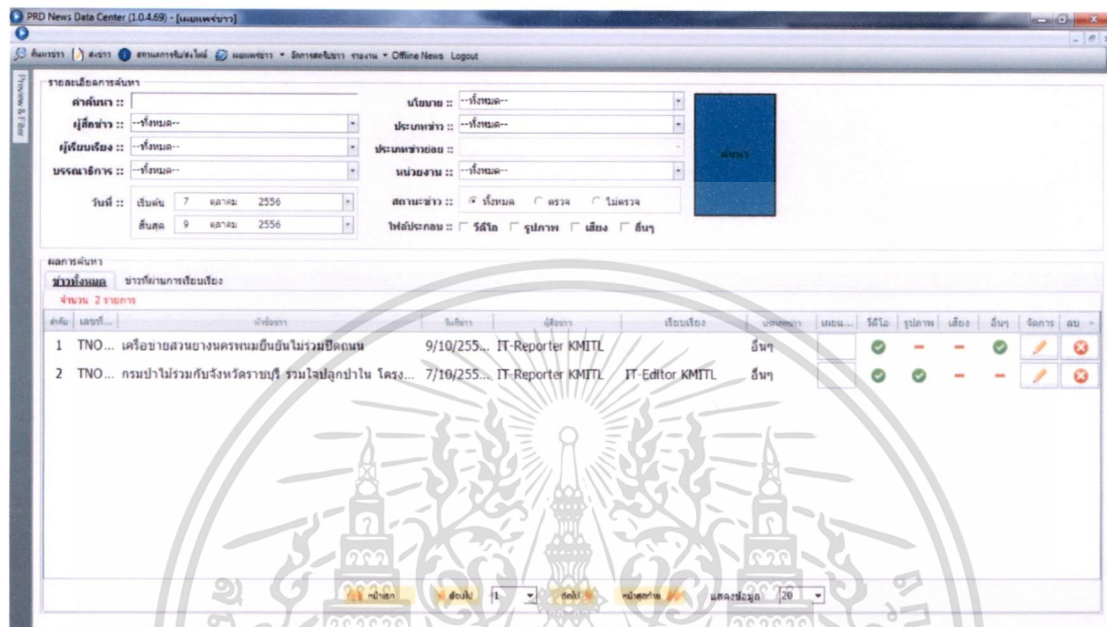 PRD News Data Center (1.0.4.69) - [เผยแพร่ข่าว]
ค้นหาข่าว ส่งข่าว สถานะการรับ/ส่งไฟล์ เผยแพร่ข่าว จัดการสคริปข่าว รายงาน Offline News Logout
Preview & Filter
รายละเอียดการค้นหา
คำค้นหา :: นโยบาย :: --ทั้งหมด--
ผู้สื่อข่าว :: --ทั้งหมด-- ประเภทข่าว :: --ทั้งหมด--
ผู้เรียบเรียง :: --ทั้งหมด-- ประเภทข่าวย่อย :: ค้นหา
บรรณาธิการ :: --ทั้งหมด-- หน่วยงาน :: --ทั้งหมด--
วันที่ :: เริ่มต้น 7 ตุลาคม 2556 สถานะข่าว :: ทั้งหมด ตรวจ ไม่ตรวจ
สิ้นสุด 9 ตุลาคม 2556 ไฟล์ประกอบ :: วีดีโอ รูปภาพ เสียง อื่นๆ
ผลการค้นหา
ข่าวทั้งหมด ข่าวที่ผ่านการเรียบเรียง
จำนวน 2 รายการ
ลำดับ เลขที่... หัวข้อข่าว วันที่ข่าว ผู้สื่อข่าว เรียบเรียง ประเภทข่าว เผยแ... วีดีโอ รูปภาพ เสียง อื่นๆ จัดการ ลบ
1 TNO... เครือข่ายสวนยางนครพนมยืนยันไม่ร่วมปิดถนน 9/10/255... IT-Reporter KMITL อื่นๆ
2 TNO... กรมป่าไม้ร่วมกับจังหวัดราชบุรี รวมใจปลูกป่าใน โครง... 7/10/255... IT-Reporter KMITL IT-Editor KMITL อื่นๆ
หน้าแรก ย้อนไป 1 ถัดไป หน้าสุดท้าย แสดงข้อมูล 20